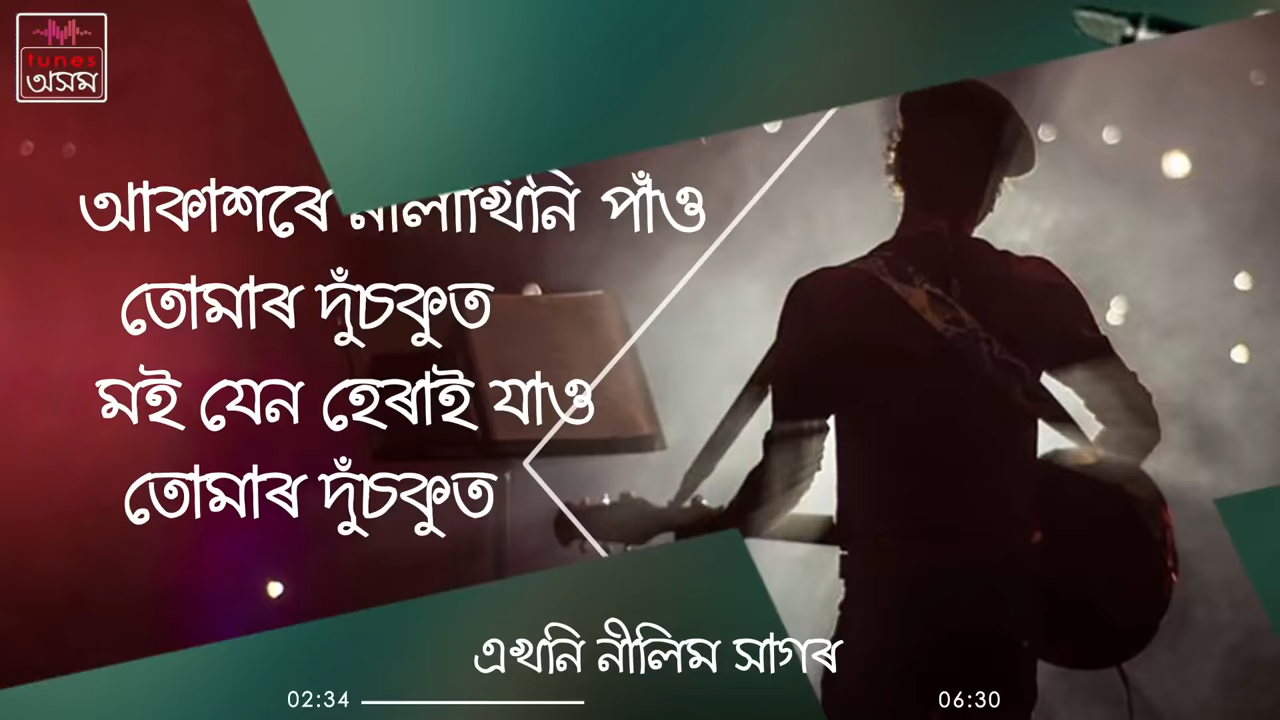 tunes
অসম
আকাশৰে নীলাখিনি পাওঁ
তোমাৰ দুঁচকুত
মই যেন হেৰাই যাও
তোমাৰ দুঁচকুত
এখনি নীলিম সাগৰ
02:34
06:30